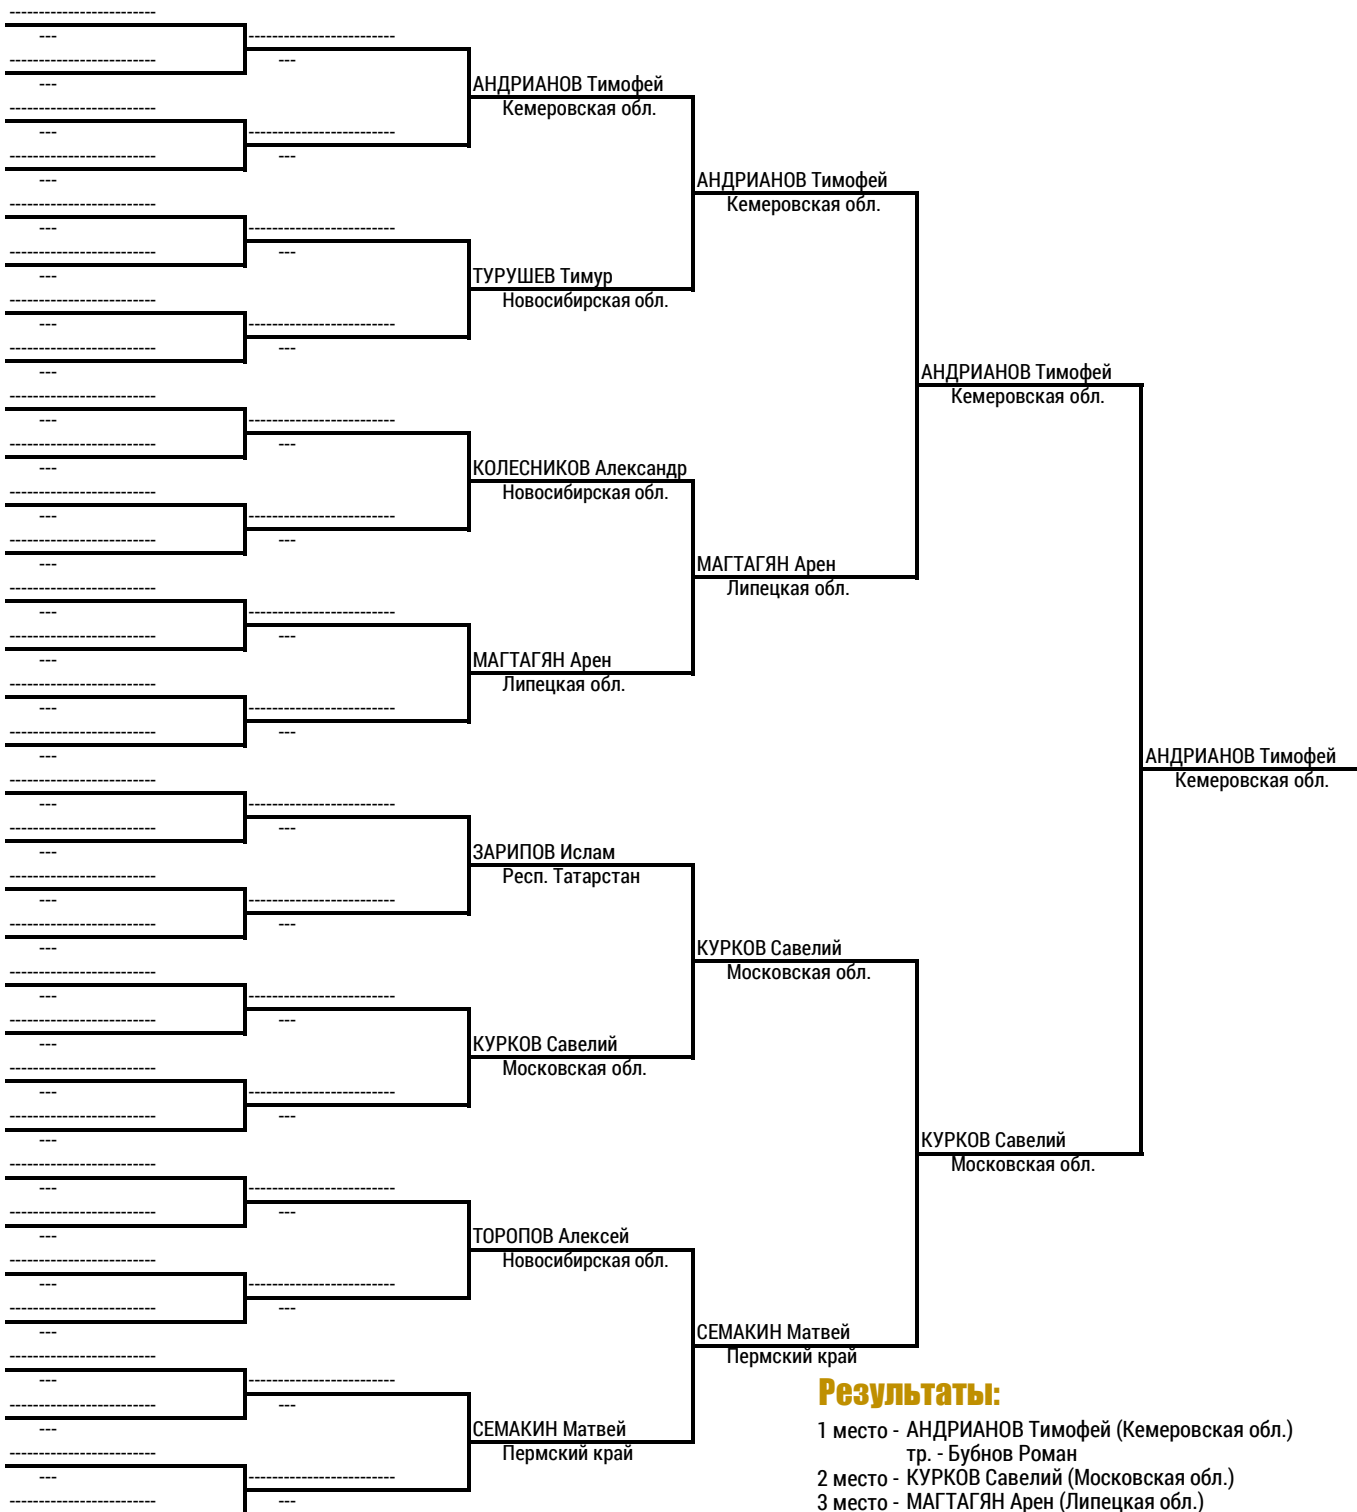 АНДРИАНОВ Тимофей
Кемеровская обл.
АНДРИАНОВ Тимофей
Кемеровская обл.
ТУРУШЕВ Тимур
Новосибирская обл.
АНДРИАНОВ Тимофей
Кемеровская обл.
КОЛЕСНИКОВ Александр
Новосибирская обл.
МАГТАГЯН Арен
Липецкая обл.
МАГТАГЯН Арен
Липецкая обл.
АНДРИАНОВ Тимофей
Кемеровская обл.
ЗАРИПОВ Ислам
Респ. Татарстан
КУРКОВ Савелий
Московская обл.
КУРКОВ Савелий
Московская обл.
КУРКОВ Савелий
Московская обл.
ТОРОПОВ Алексей
Новосибирская обл.
СЕМАКИН Матвей
Пермский край
СЕМАКИН Матвей
Пермский край
Результаты:
1 место - АНДРИАНОВ Тимофей (Кемеровская обл.)
тр. - Бубнов Роман
2 место - КУРКОВ Савелий (Московская обл.)
3 место - МАГТАГЯН Арен (Липецкая обл.)